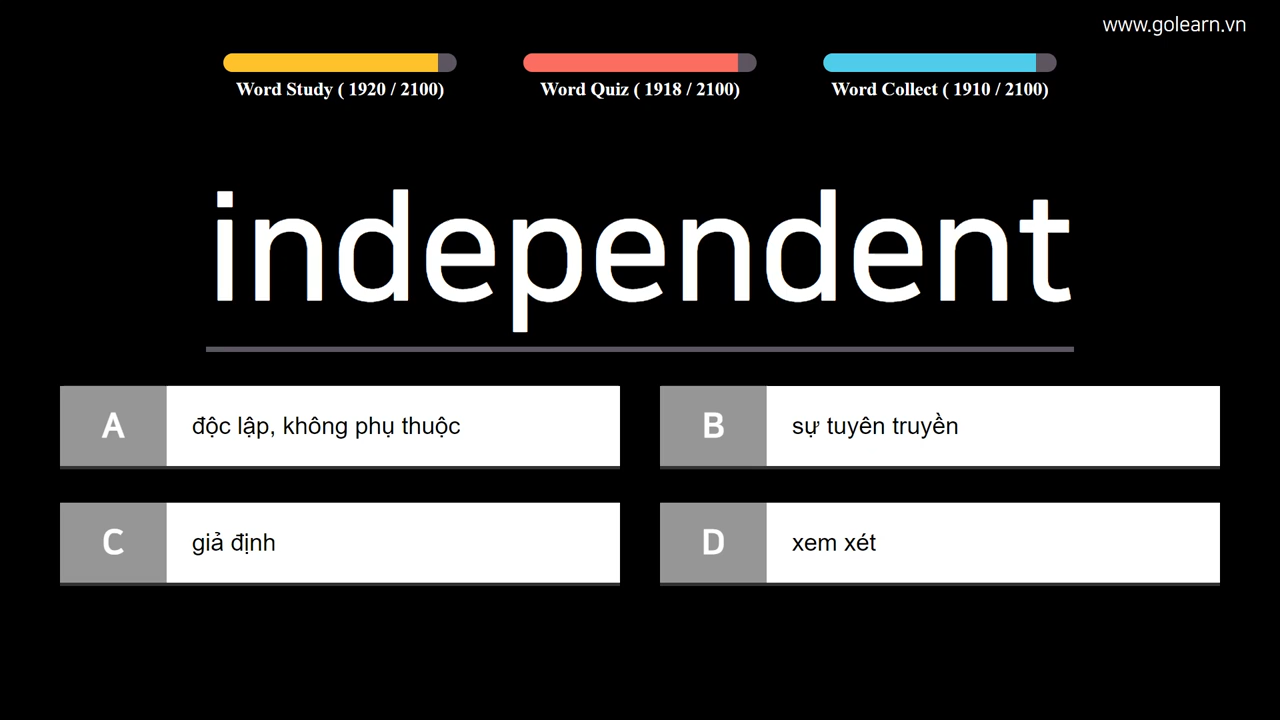 www.golearn.vn
Word Study ( 1920 / 2100)
Word Quiz ( 1918 / 2100)
Word Collect ( 1910 / 2100)
independent
A
độc lập, không phụ thuộc
B
sự tuyên truyền
C
giả định
D
xem xét